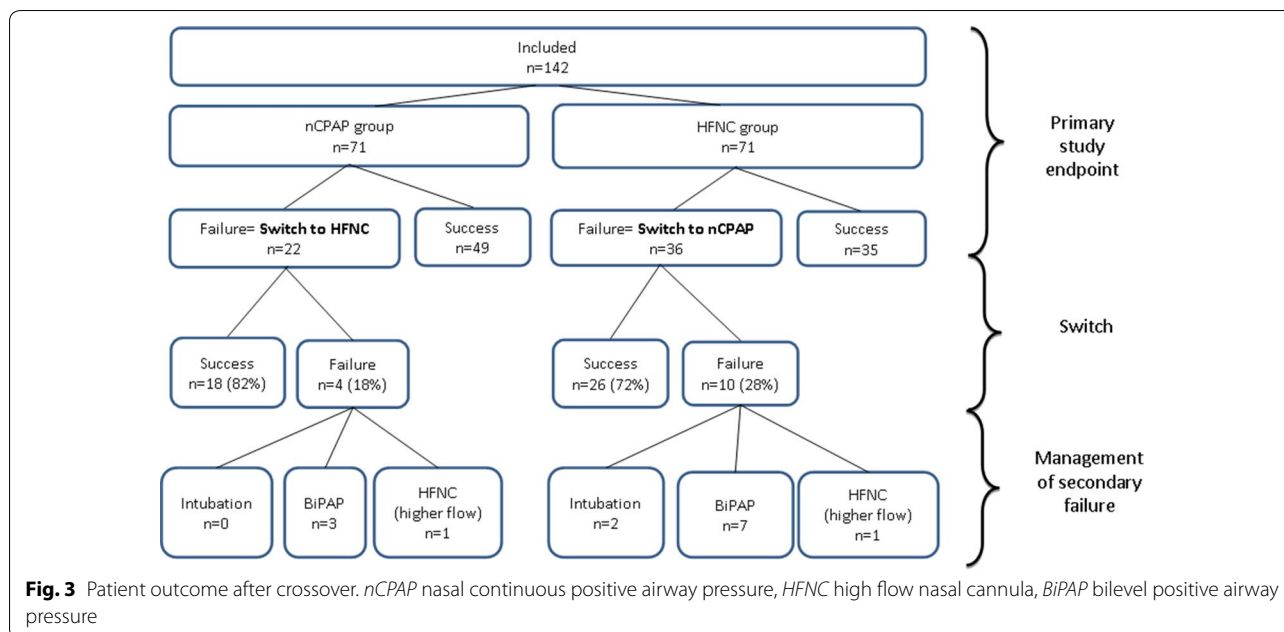 Included
n=142
nCPAP group
n=71
HFNC group
n=71
Primary
study
endpoint
Failure= Switch to HFNC
n=22
Success
n=49
Failure= Switch to nCPAP
n=36
Success
n=35
Switch
Success
n=18 (82%)
Failure
n=4 (18%)
Success
n=26 (72%)
Failure
n=10 (28%)
Management
of secondary
failure
Intubation
n=0
BiPAP
n=3
HFNC
(higher flow)
n=1
Intubation
n=2
BiPAP
n=7
HFNC
(higher flow)
n=1
Fig. 3 Patient outcome after crossover. nCPAP nasal continuous positive airway pressure, HFNC high flow nasal cannula, BiPAP bilevel positive airway
pressure